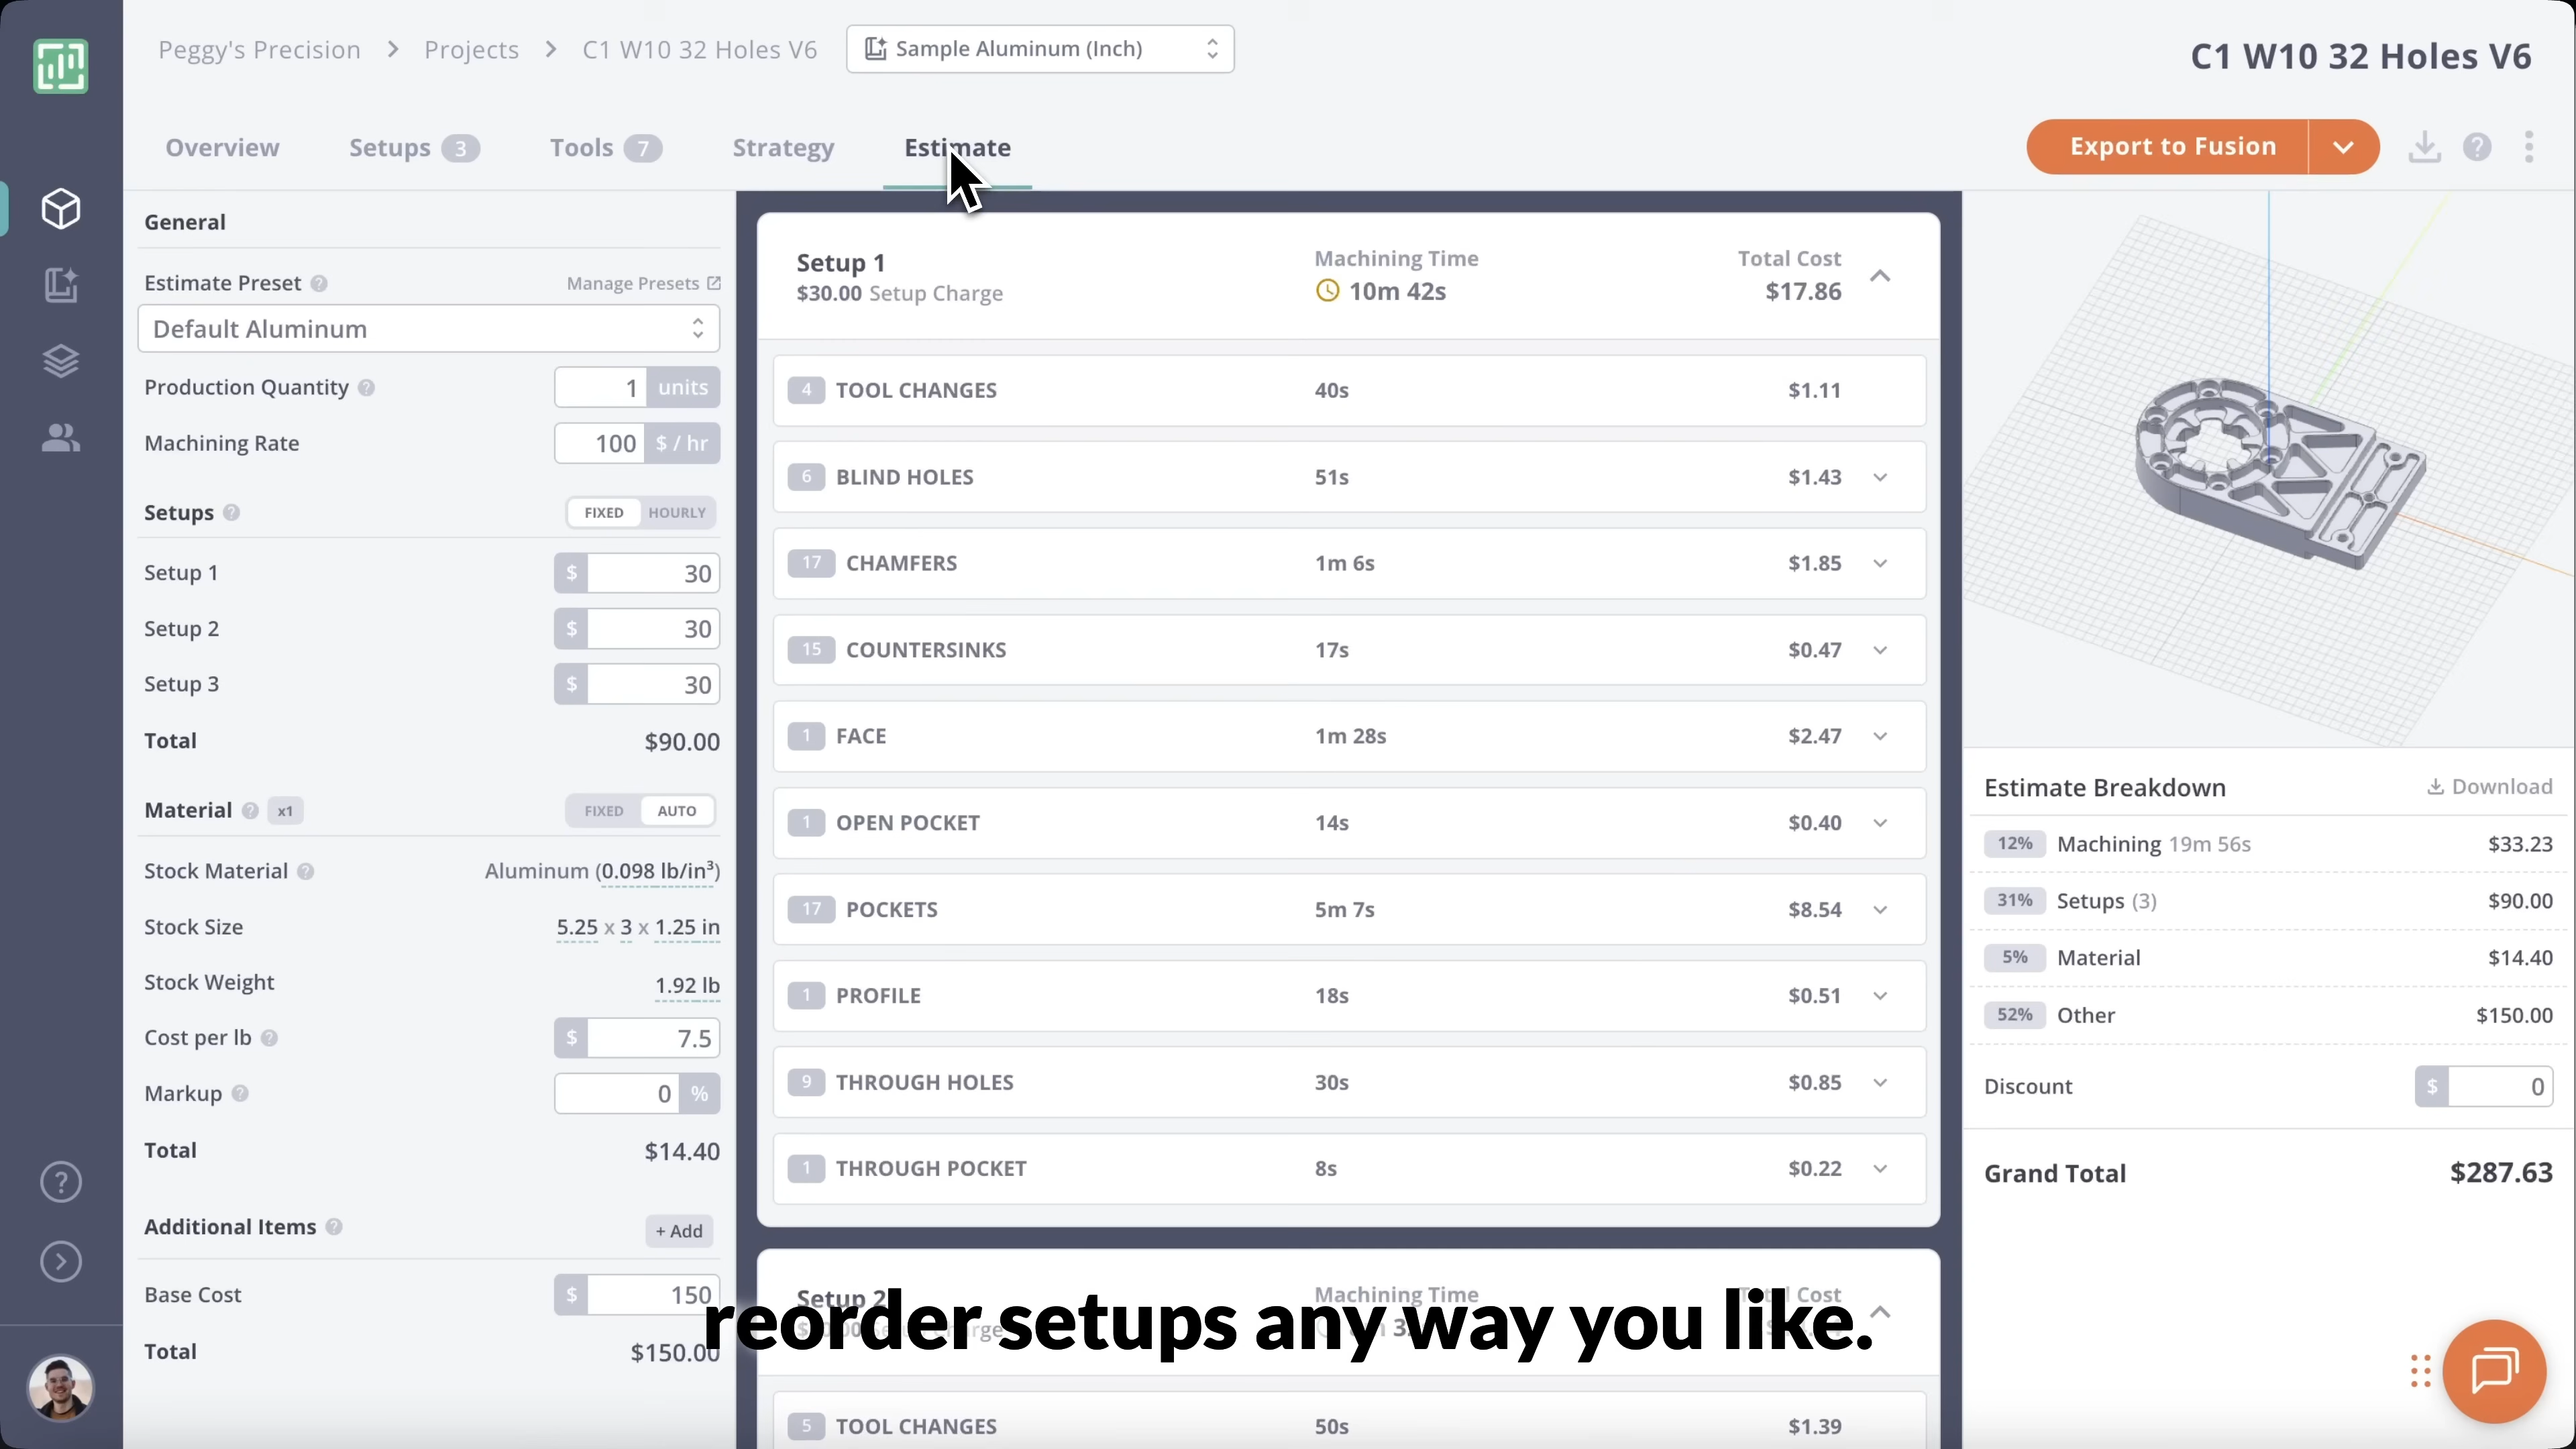 Peggy's Precision > Projects > C1 W10 32 Holes V6
Sample Aluminum (Inch)
C1 W10 32 Holes V6
Overview
Setups 3
Tools 7
Strategy
Estimate
Export to Fusion
General
Estimate Preset
Manage Presets
Default Aluminum
Production Quantity 1 units
Machining Rate 100 $ / hr
Setups FIXED HOURLY
Setup 1 $ 30
Setup 2 $ 30
Setup 3 $ 30
Total $90.00
Material x1 FIXED AUTO
Stock Material Aluminum (0.098 lb/in³)
Stock Size 5.25 x 3 x 1.25 in
Stock Weight 1.92 lb
Cost per lb $ 7.5
Markup 0 %
Total $14.40
Additional Items + Add
Base Cost $ 150
Total $150.00
Setup 1
$30.00 Setup Charge
Machining Time
10m 42s
Total Cost
$17.86
4 TOOL CHANGES 40s $1.11
6 BLIND HOLES 51s $1.43
17 CHAMFERS 1m 6s $1.85
15 COUNTERSINKS 17s $0.47
1 FACE 1m 28s $2.47
1 OPEN POCKET 14s $0.40
17 POCKETS 5m 7s $8.54
1 PROFILE 18s $0.51
9 THROUGH HOLES 30s $0.85
1 THROUGH POCKET 8s $0.22
Setup 2
Machining Time
Total Cost
reorder setups any way you like.
5 TOOL CHANGES 50s $1.39
Estimate Breakdown
Download
12% Machining 19m 56s $33.23
31% Setups (3) $90.00
5% Material $14.40
52% Other $150.00
Discount $ 0
Grand Total $287.63